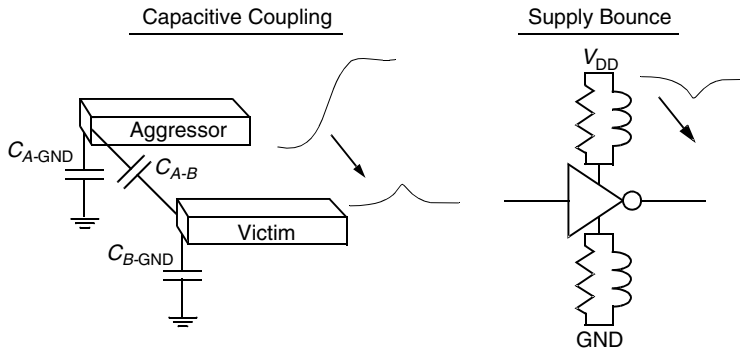 Capacitive Coupling
Supply Bounce
V_DD
Aggressor
C_A-GND
C_A-B
Victim
C_B-GND
GND